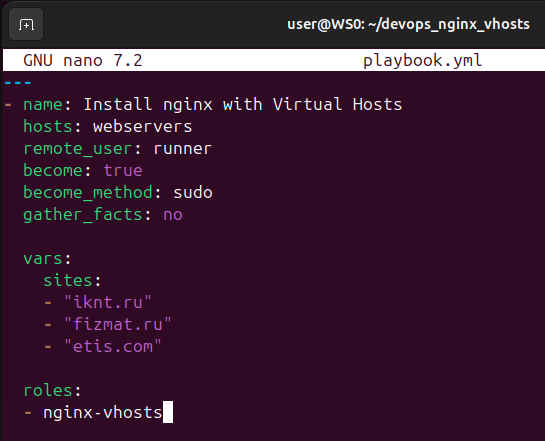 user@WS0: ~/devops_nginx_vhosts
GNU nano 7.2 playbook.yml
---
- name: Install nginx with Virtual Hosts
  hosts: webservers
  remote_user: runner
  become: true
  become_method: sudo
  gather_facts: no

  vars:
    sites:
    - "iknt.ru"
    - "fizmat.ru"
    - "etis.com"

  roles:
  - nginx-vhosts